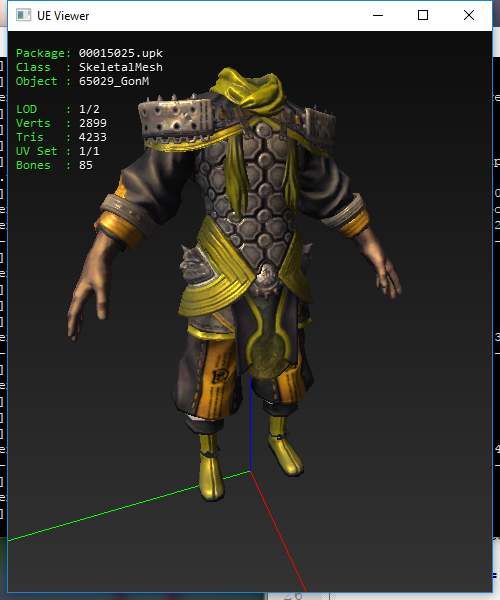 UE Viewer
Package: 00015025.upk
Class : SkeletalMesh
Object : 65029_GonM
LOD : 1/2
Verts : 2899
Tris : 4233
UV Set : 1/1
Bones : 85